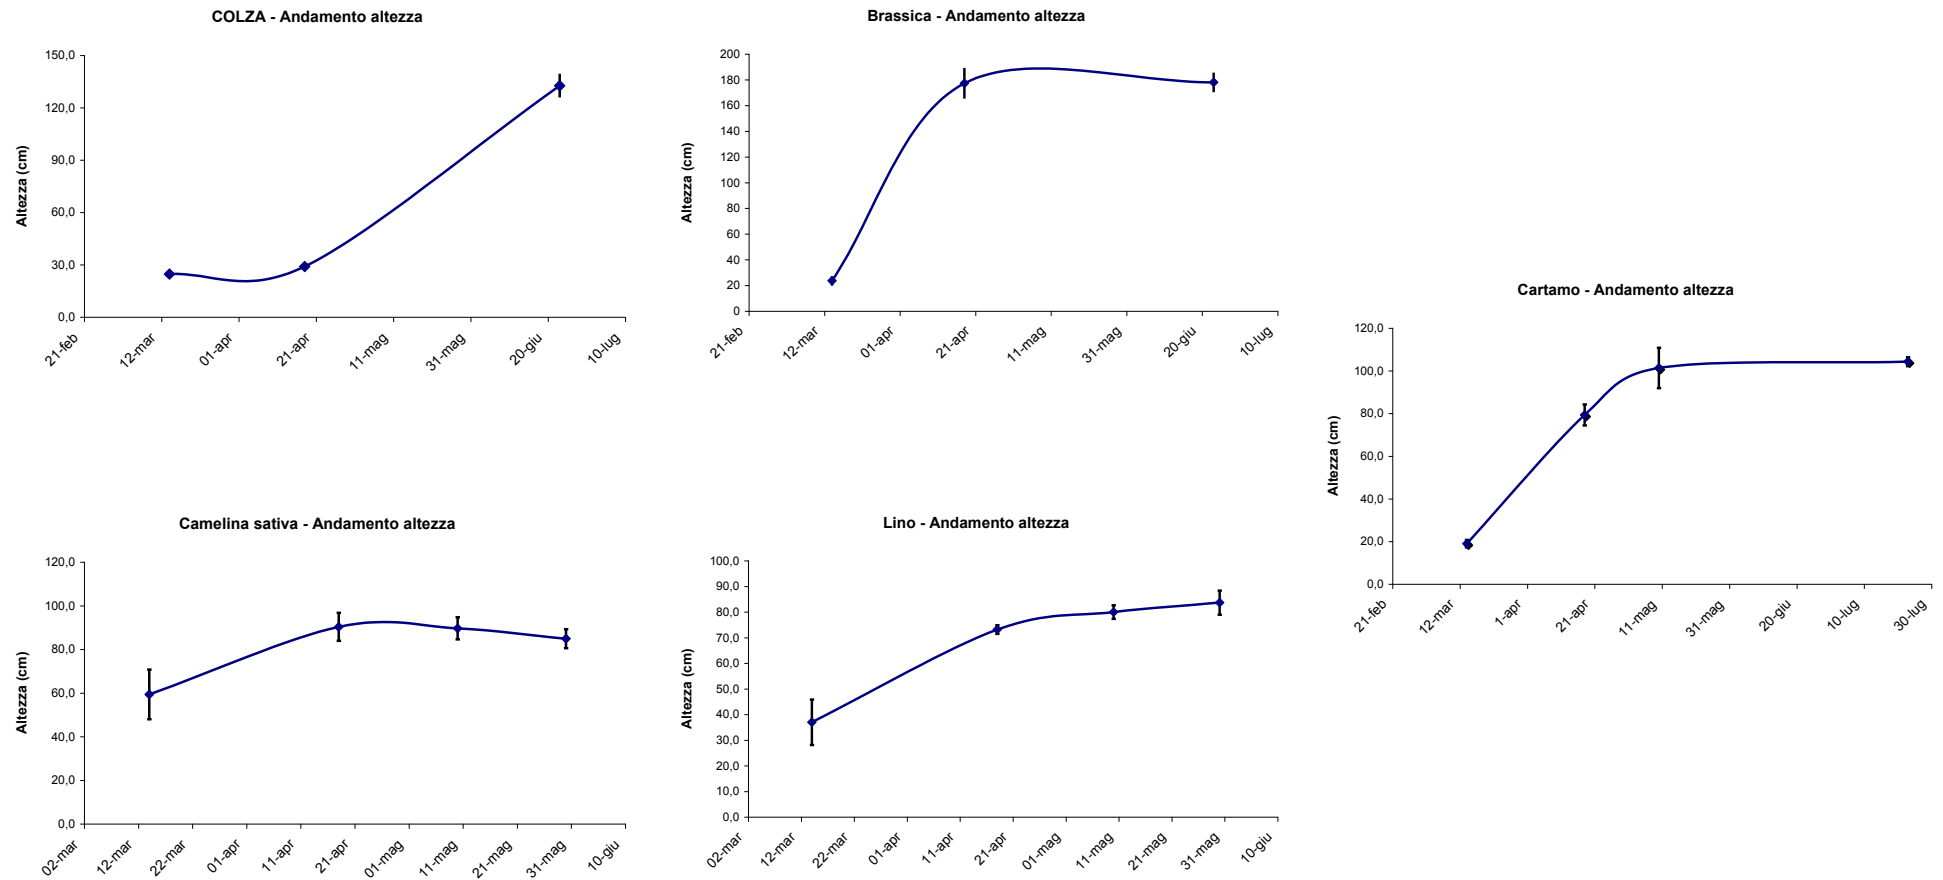 COLZA - Andamento altezza
150,0
120,0
90,0
60,0
30,0
0,0
Altezza (cm)
21-feb 12-mar 01-apr 21-apr 11-mag 31-mag 20-giu 10-lug
Brassica - Andamento altezza
200
180
160
140
120
100
80
60
40
20
0
Altezza (cm)
21-feb 12-mar 01-apr 21-apr 11-mag 31-mag 20-giu 10-lug
Cartamo - Andamento altezza
120,0
100,0
80,0
60,0
40,0
20,0
0,0
Altezza (cm)
21-feb 12-mar 1-apr 21-apr 11-mag 31-mag 20-giu 10-lug 30-lug
Camelina sativa - Andamento altezza
120,0
100,0
80,0
60,0
40,0
20,0
0,0
Altezza (cm)
02-mar 12-mar 22-mar 01-apr 11-apr 21-apr 01-mag 11-mag 21-mag 31-mag 10-giu
Lino - Andamento altezza
100,0
90,0
80,0
70,0
60,0
50,0
40,0
30,0
20,0
10,0
0,0
Altezza (cm)
02-mar 12-mar 22-mar 01-apr 11-apr 21-apr 01-mag 11-mag 21-mag 31-mag 10-giu